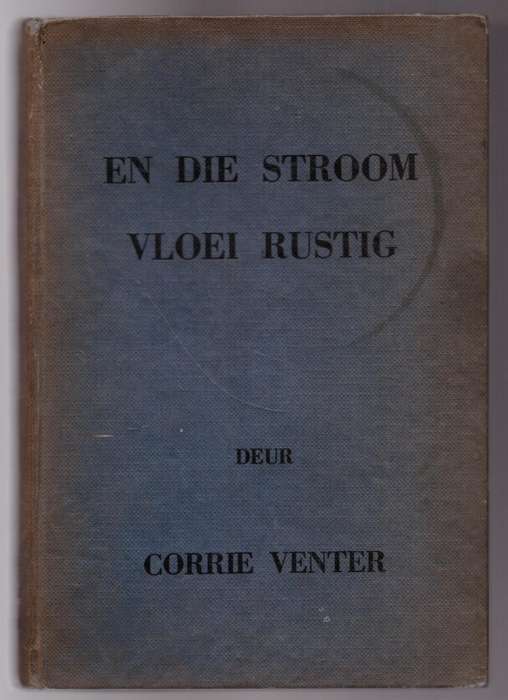 EN DIE STROOM
VLOEI RUSTIG
DEUR
CORRIE VENTER